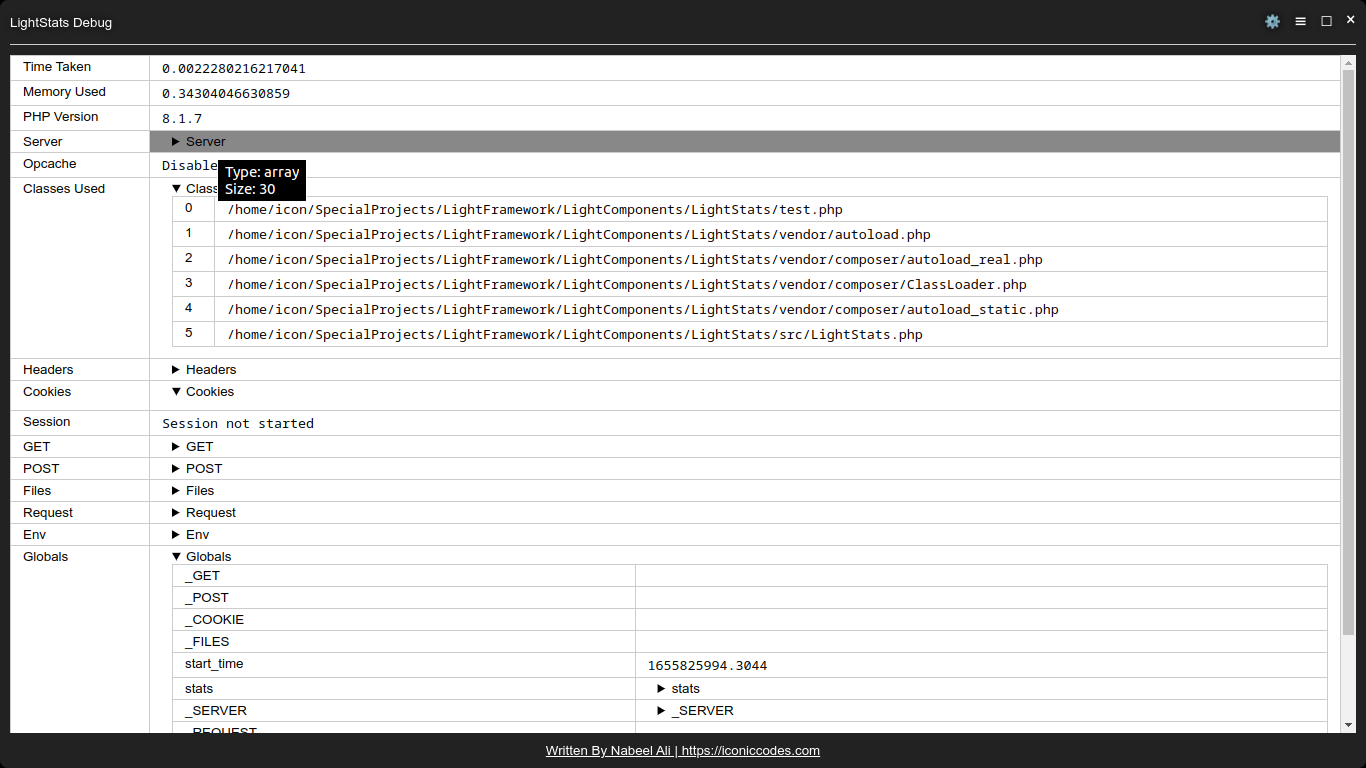 LightStats Debug
Time Taken 0.0022280216217041
Memory Used 0.34304046630859
PHP Version 8.1.7
Server ▶ Server
Opcache Disable
Type: array
Size: 30
Classes Used ▼ Clas
0 /home/icon/SpecialProjects/LightFramework/LightComponents/LightStats/test.php
1 /home/icon/SpecialProjects/LightFramework/LightComponents/LightStats/vendor/autoload.php
2 /home/icon/SpecialProjects/LightFramework/LightComponents/LightStats/vendor/composer/autoload_real.php
3 /home/icon/SpecialProjects/LightFramework/LightComponents/LightStats/vendor/composer/ClassLoader.php
4 /home/icon/SpecialProjects/LightFramework/LightComponents/LightStats/vendor/composer/autoload_static.php
5 /home/icon/SpecialProjects/LightFramework/LightComponents/LightStats/src/LightStats.php
Headers ▶ Headers
Cookies ▼ Cookies
Session Session not started
GET ▶ GET
POST ▶ POST
Files ▶ Files
Request ▶ Request
Env ▶ Env
Globals ▼ Globals
_GET
_POST
_COOKIE
_FILES
start_time 1655825994.3044
stats ▶ stats
_SERVER ▶ _SERVER
_REQUEST
Written By Nabeel Ali | https://iconiccodes.com